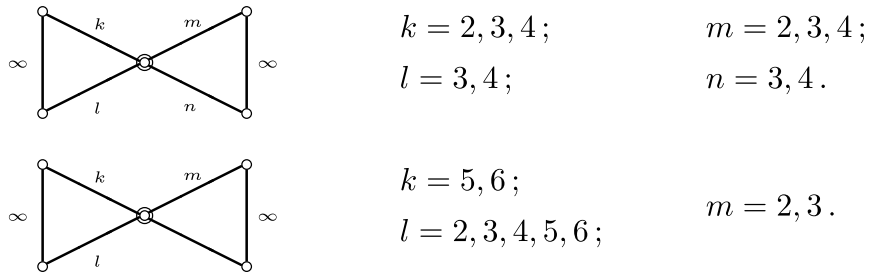 k m
∞ ∞
l n
k = 2, 3, 4 ; m = 2, 3, 4 ;
l = 3, 4 ; n = 3, 4 .
k m
∞ ∞
l
k = 5, 6 ;
l = 2, 3, 4, 5, 6 ;
m = 2, 3 .